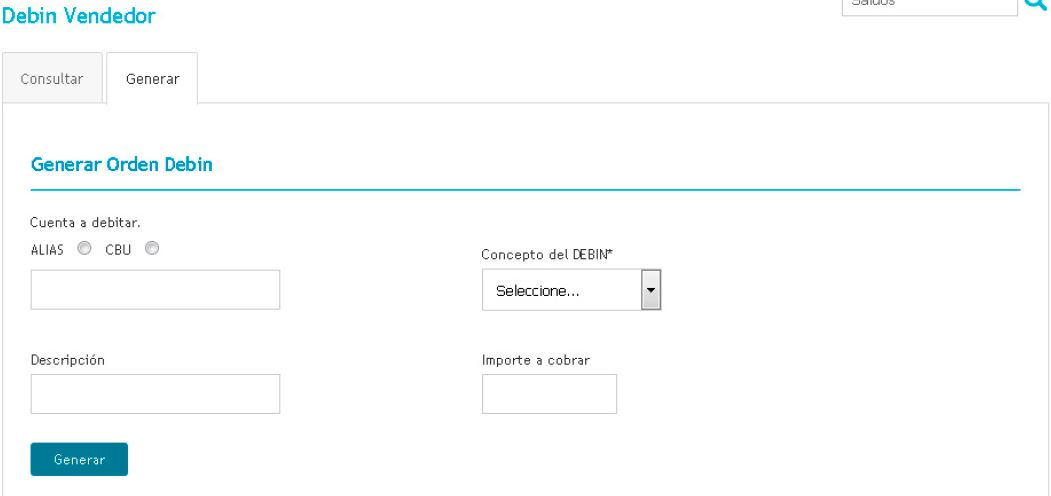 Saldos
Debin Vendedor
Consultar
Generar
Generar Orden Debin
Cuenta a debitar.
ALIAS CBU
Concepto del DEBIN*
Seleccione...
Descripción
Importe a cobrar
Generar